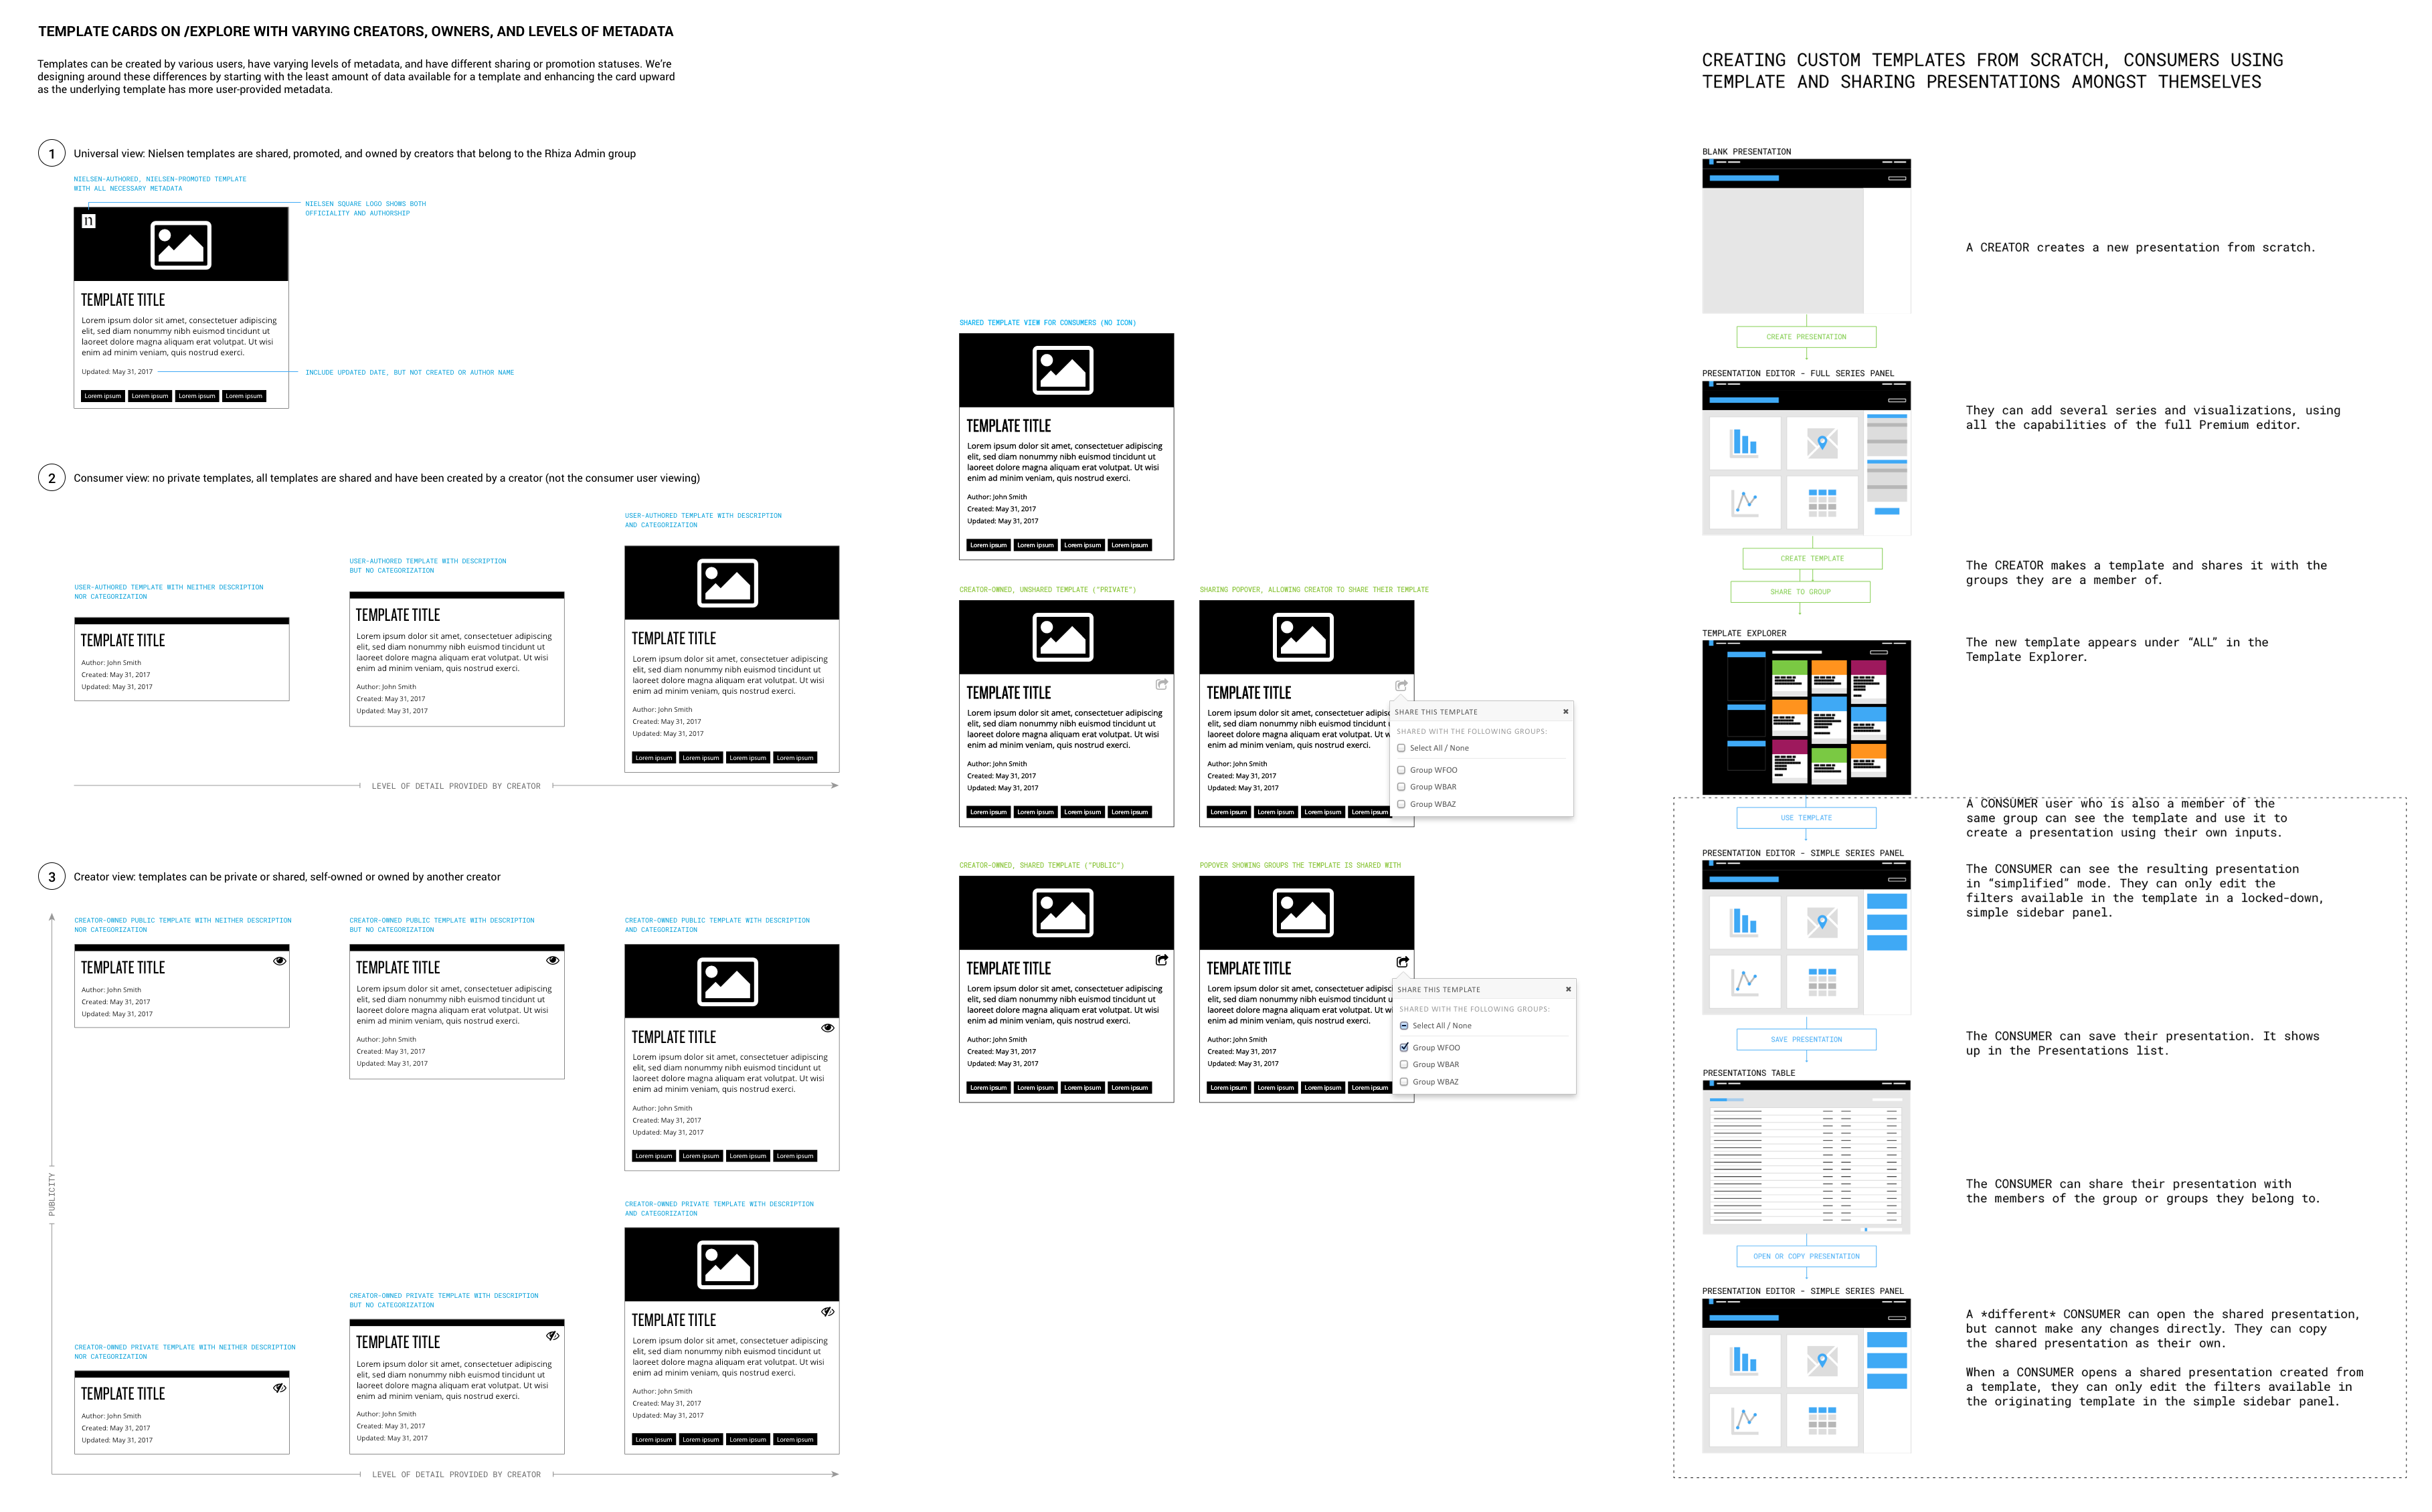 TEMPLATE CARDS ON /EXPLORE WITH VARYING CREATORS, OWNERS, AND LEVELS OF METADATA
Templates can be created by various users, have varying levels of metadata, and have different sharing or promotion statuses. We're
designing around these differences by starting with the least amount of data available for a template and enhancing the card upward
as the underlying template has more user-provided metadata.
1
Universal view: Nielsen templates are shared, promoted, and owned by creators that belong to the Rhiza Admin group
NIELSEN-AUTHORED, NIELSEN-PROMOTED TEMPLATE
WITH ALL NECESSARY METADATA
NIELSEN SQUARE LOGO SHOWS BOTH
OFFICIALITY AND AUTHORSHIP
n
TEMPLATE TITLE
Lorem ipsum dolor sit amet, consectetuer adipiscing
elit, sed diam nonummy nibh euismod tincidunt ut
laoreet dolore magna aliquam erat volutpat. Ut wisi
enim ad minim veniam, quis nostrud exerci.
Updated: May 31, 2017
INCLUDE UPDATED DATE, BUT NOT CREATED OR AUTHOR NAME
Lorem ipsum Lorem ipsum Lorem ipsum Lorem ipsum
2
Consumer view: no private templates, all templates are shared and have been created by a creator (not the consumer user viewing)
USER-AUTHORED TEMPLATE WITH NEITHER DESCRIPTION
NOR CATEGORIZATION
TEMPLATE TITLE
Author: John Smith
Created: May 31, 2017
Updated: May 31, 2017
USER-AUTHORED TEMPLATE WITH DESCRIPTION
BUT NO CATEGORIZATION
TEMPLATE TITLE
Lorem ipsum dolor sit amet, consectetuer adipiscing
elit, sed diam nonummy nibh euismod tincidunt ut
laoreet dolore magna aliquam erat volutpat. Ut wisi
enim ad minim veniam, quis nostrud exerci.
Author: John Smith
Created: May 31, 2017
Updated: May 31, 2017
USER-AUTHORED TEMPLATE WITH DESCRIPTION
AND CATEGORIZATION
TEMPLATE TITLE
Lorem ipsum dolor sit amet, consectetuer adipiscing
elit, sed diam nonummy nibh euismod tincidunt ut
laoreet dolore magna aliquam erat volutpat. Ut wisi
enim ad minim veniam, quis nostrud exerci.
Author: John Smith
Created: May 31, 2017
Updated: May 31, 2017
Lorem ipsum Lorem ipsum Lorem ipsum Lorem ipsum
LEVEL OF DETAIL PROVIDED BY CREATOR
3
Creator view: templates can be private or shared, self-owned or owned by another creator
PUBLICITY
CREATOR-OWNED PUBLIC TEMPLATE WITH NEITHER DESCRIPTION
NOR CATEGORIZATION
TEMPLATE TITLE
Author: John Smith
Created: May 31, 2017
Updated: May 31, 2017
CREATOR-OWNED PUBLIC TEMPLATE WITH DESCRIPTION
BUT NO CATEGORIZATION
TEMPLATE TITLE
Lorem ipsum dolor sit amet, consectetuer adipiscing
elit, sed diam nonummy nibh euismod tincidunt ut
laoreet dolore magna aliquam erat volutpat. Ut wisi
enim ad minim veniam, quis nostrud exerci.
Author: John Smith
Created: May 31, 2017
Updated: May 31, 2017
CREATOR-OWNED PUBLIC TEMPLATE WITH DESCRIPTION
AND CATEGORIZATION
TEMPLATE TITLE
Lorem ipsum dolor sit amet, consectetuer adipiscing
elit, sed diam nonummy nibh euismod tincidunt ut
laoreet dolore magna aliquam erat volutpat. Ut wisi
enim ad minim veniam, quis nostrud exerci.
Author: John Smith
Created: May 31, 2017
Updated: May 31, 2017
Lorem ipsum Lorem ipsum Lorem ipsum Lorem ipsum
CREATOR-OWNED PRIVATE TEMPLATE WITH NEITHER DESCRIPTION
NOR CATEGORIZATION
TEMPLATE TITLE
Author: John Smith
Created: May 31, 2017
Updated: May 31, 2017
CREATOR-OWNED PRIVATE TEMPLATE WITH DESCRIPTION
BUT NO CATEGORIZATION
TEMPLATE TITLE
Lorem ipsum dolor sit amet, consectetuer adipiscing
elit, sed diam nonummy nibh euismod tincidunt ut
laoreet dolore magna aliquam erat volutpat. Ut wisi
enim ad minim veniam, quis nostrud exerci.
Author: John Smith
Created: May 31, 2017
Updated: May 31, 2017
CREATOR-OWNED PRIVATE TEMPLATE WITH DESCRIPTION
AND CATEGORIZATION
TEMPLATE TITLE
Lorem ipsum dolor sit amet, consectetuer adipiscing
elit, sed diam nonummy nibh euismod tincidunt ut
laoreet dolore magna aliquam erat volutpat. Ut wisi
enim ad minim veniam, quis nostrud exerci.
Author: John Smith
Created: May 31, 2017
Updated: May 31, 2017
Lorem ipsum Lorem ipsum Lorem ipsum Lorem ipsum
LEVEL OF DETAIL PROVIDED BY CREATOR
SHARED TEMPLATE VIEW FOR CONSUMERS (NO ICON)
TEMPLATE TITLE
Lorem ipsum dolor sit amet, consectetuer adipiscing
elit, sed diam nonummy nibh euismod tincidunt ut
laoreet dolore magna aliquam erat volutpat. Ut wisi
enim ad minim veniam, quis nostrud exerci.
Author: John Smith
Created: May 31, 2017
Updated: May 31, 2017
Lorem ipsum Lorem ipsum Lorem ipsum Lorem ipsum
CREATOR-OWNED, UNSHARED TEMPLATE ("PRIVATE")
TEMPLATE TITLE
Lorem ipsum dolor sit amet, consectetuer adipiscing
elit, sed diam nonummy nibh euismod tincidunt ut
laoreet dolore magna aliquam erat volutpat. Ut wisi
enim ad minim veniam, quis nostrud exerci.
Author: John Smith
Created: May 31, 2017
Updated: May 31, 2017
Lorem ipsum Lorem ipsum Lorem ipsum Lorem ipsum
SHARING POPOVER, ALLOWING CREATOR TO SHARE THEIR TEMPLATE
TEMPLATE TITLE
Lorem ipsum dolor sit amet, consectetuer adipisc
elit, sed diam nonummy nibh euismod tincidunt u
laoreet dolore magna aliquam erat volutpat. Ut w
enim ad minim veniam, quis nostrud exerci.
Author: John Smith
Created: May 31, 2017
Updated: May 31, 2017
Lorem ipsum Lorem ipsum Lorem ipsum Lorem ipsum
SHARE THIS TEMPLATE
SHARED WITH THE FOLLOWING GROUPS:
Select All / None
Group WFOO
Group WBAR
Group WBAZ
CREATOR-OWNED, SHARED TEMPLATE ("PUBLIC")
TEMPLATE TITLE
Lorem ipsum dolor sit amet, consectetuer adipiscing
elit, sed diam nonummy nibh euismod tincidunt ut
laoreet dolore magna aliquam erat volutpat. Ut wisi
enim ad minim veniam, quis nostrud exerci.
Author: John Smith
Created: May 31, 2017
Updated: May 31, 2017
Lorem ipsum Lorem ipsum Lorem ipsum Lorem ipsum
POPOVER SHOWING GROUPS THE TEMPLATE IS SHARED WITH
TEMPLATE TITLE
Lorem ipsum dolor sit amet, consectetuer adipisc
elit, sed diam nonummy nibh euismod tincidunt u
laoreet dolore magna aliquam erat volutpat. Ut wi
enim ad minim veniam, quis nostrud exerci.
Author: John Smith
Created: May 31, 2017
Updated: May 31, 2017
Lorem ipsum Lorem ipsum Lorem ipsum Lorem ipsum
SHARE THIS TEMPLATE
SHARED WITH THE FOLLOWING GROUPS:
Select All / None
Group WFOO
Group WBAR
Group WBAZ
CREATING CUSTOM TEMPLATES FROM SCRATCH, CONSUMERS USING
TEMPLATE AND SHARING PRESENTATIONS AMONGST THEMSELVES
BLANK PRESENTATION
A CREATOR creates a new presentation from scratch.
CREATE PRESENTATION
PRESENTATION EDITOR - FULL SERIES PANEL
They can add several series and visualizations, using
all the capabilities of the full Premium editor.
CREATE TEMPLATE
SHARE TO GROUP
The CREATOR makes a template and shares it with the
groups they are a member of.
TEMPLATE EXPLORER
The new template appears under “ALL” in the
Template Explorer.
USE TEMPLATE
A CONSUMER user who is also a member of the
same group can see the template and use it to
create a presentation using their own inputs.
PRESENTATION EDITOR - SIMPLE SERIES PANEL
The CONSUMER can see the resulting presentation
in “simplified” mode. They can only edit the
filters available in the template in a locked-down,
simple sidebar panel.
SAVE PRESENTATION
The CONSUMER can save their presentation. It shows
up in the Presentations list.
PRESENTATIONS TABLE
The CONSUMER can share their presentation with
the members of the group or groups they belong to.
OPEN OR COPY PRESENTATION
PRESENTATION EDITOR - SIMPLE SERIES PANEL
A *different* CONSUMER can open the shared presentation,
but cannot make any changes directly. They can copy
the shared presentation as their own.
When a CONSUMER opens a shared presentation created from
a template, they can only edit the filters available in
the originating template in the simple sidebar panel.